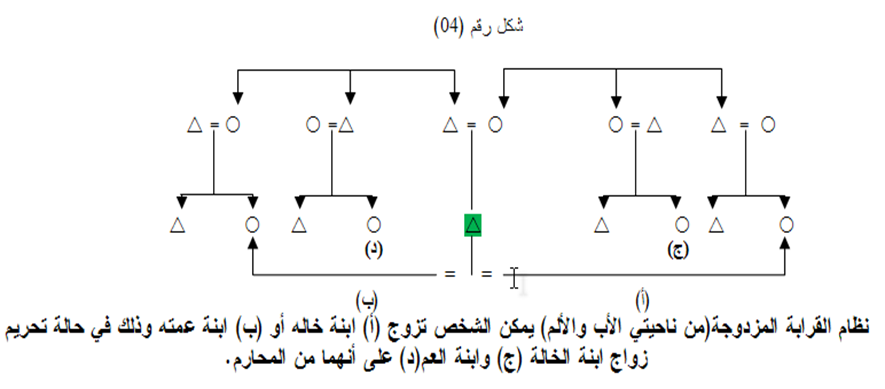 شكل رقم (04)
△ = ○ ○ =△ △ = ○ ○ = △ △ = ○
△ ○ △ ○ △ △ ○ △ ○
(د) (ج)
= =
(ب) (أ)
نظام القرابة المزدوجة(من ناحيتي الأب والألم) يمكن الشخص تزوج (أ) ابنة خاله أو (ب) ابنة عمته وذلك في حالة تحريم
زواج ابنة الخالة (ج) وابنة العم(د) على أنهما من المحارم.